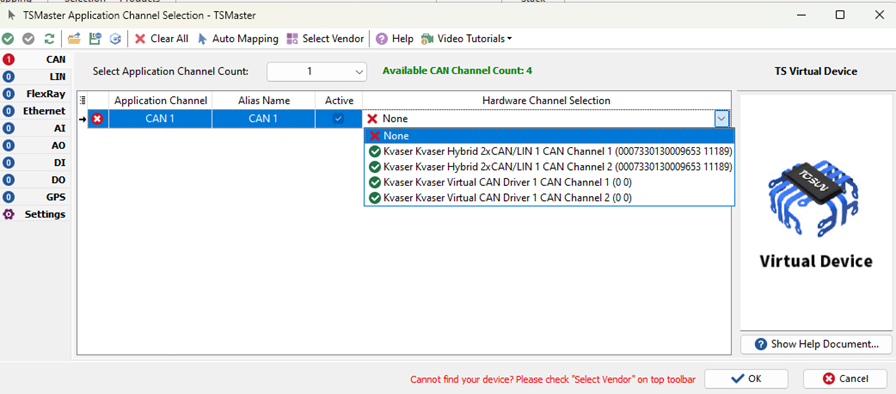 Stack
TSMaster Application Channel Selection - TSMaster
Clear All Auto Mapping Select Vendor Help Video Tutorials
1 CAN
0 LIN
0 FlexRay
0 Ethernet
0 AI
0 AO
0 DI
0 DO
0 GPS
Settings
Select Application Channel Count: 1 Available CAN Channel Count: 4
Application Channel Alias Name Active Hardware Channel Selection
CAN 1 CAN 1 None
None
Kvaser Kvaser Hybrid 2xCAN/LIN 1 CAN Channel 1 (0007330130009653 11189)
Kvaser Kvaser Hybrid 2xCAN/LIN 1 CAN Channel 2 (0007330130009653 11189)
Kvaser Kvaser Virtual CAN Driver 1 CAN Channel 1 (0 0)
Kvaser Kvaser Virtual CAN Driver 1 CAN Channel 2 (0 0)
TS Virtual Device
TOSUN
Virtual Device
Show Help Document...
Cannot find your device? Please check "Select Vendor" on top toolbar
OK Cancel